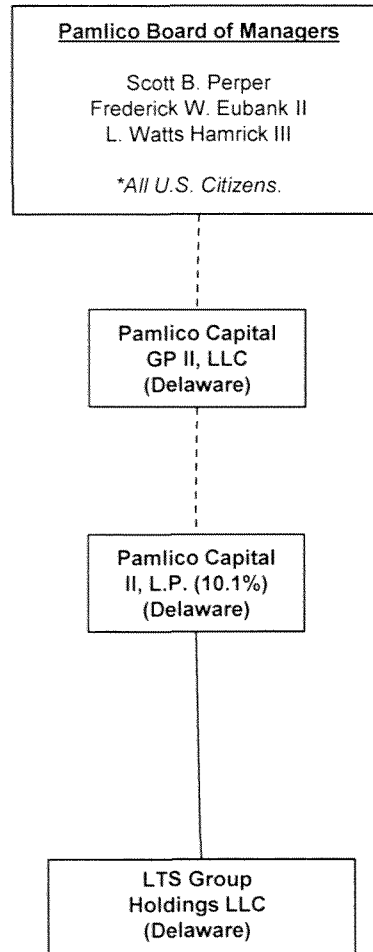 Pamlico Board of Managers
Scott B. Perper
Frederick W. Eubank II
L. Watts Hamrick III
*All U.S. Citizens.
Pamlico Capital
GP II, LLC
(Delaware)
Pamlico Capital
II, L.P. (10.1%)
(Delaware)
LTS Group
Holdings LLC
(Delaware)